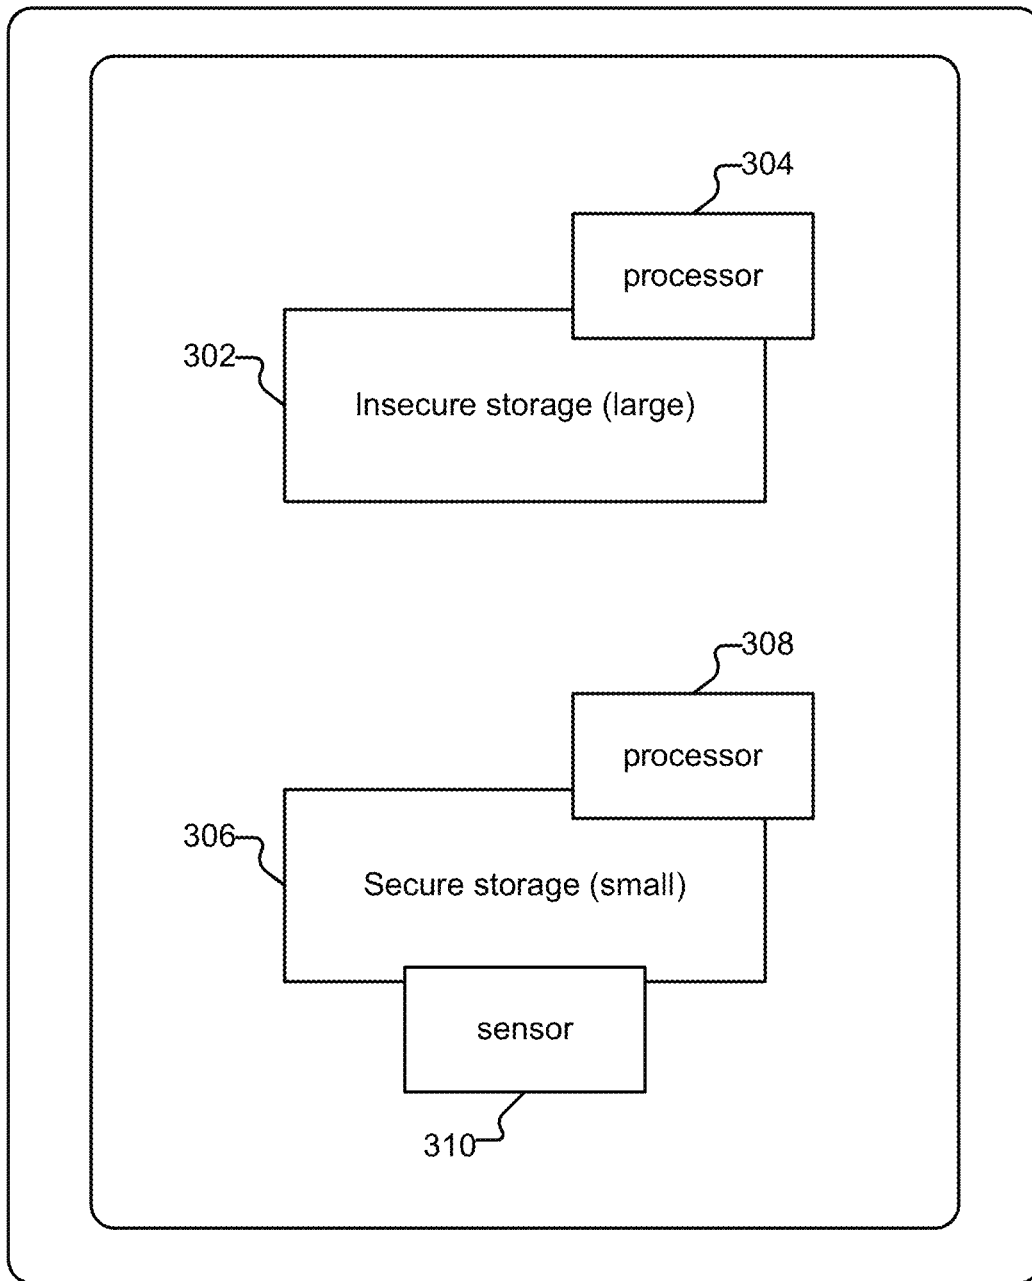 304
processor
302
Insecure storage (large)
308
processor
306
Secure storage (small)
sensor
310